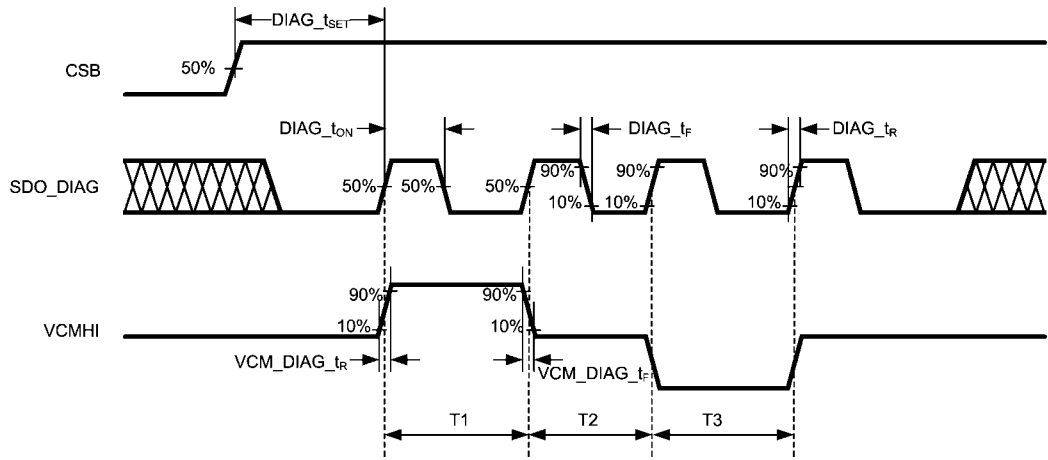 DIAG_tSET
CSB
50%
DIAG_tON
DIAG_tF
DIAG_tR
SDO_DIAG
50%
50%
50%
90%
10%
10%
90%
90%
10%
VCMHI
90%
10%
90%
10%
VCM_DIAG_tR
VCM_DIAG_tF
T1
T2
T3